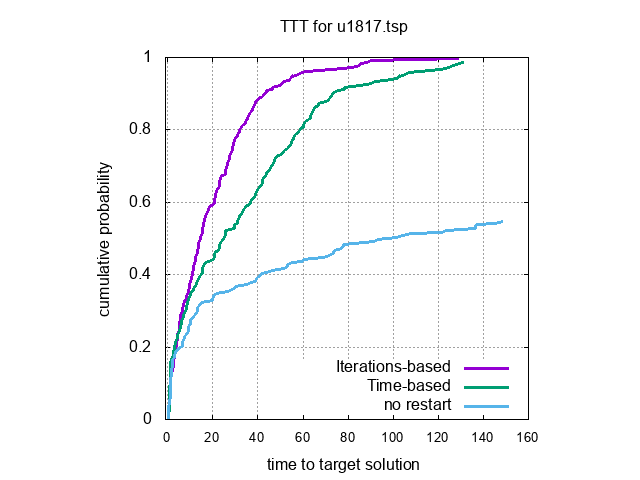 TTT for u1817.tsp
1
0.8
0.6
0.4
0.2
0
cumulative probability
Iterations-based
Time-based
no restart
0 20 40 60 80 100 120 140 160
time to target solution